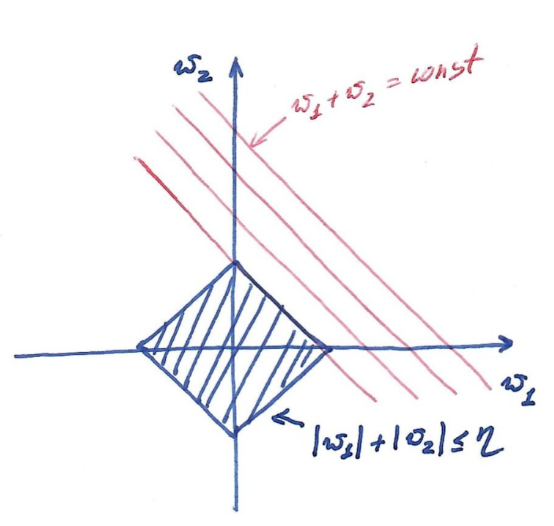 w₂
w₁ + w₂ = const
w₁
|w₁| + |w₂| ≤ η